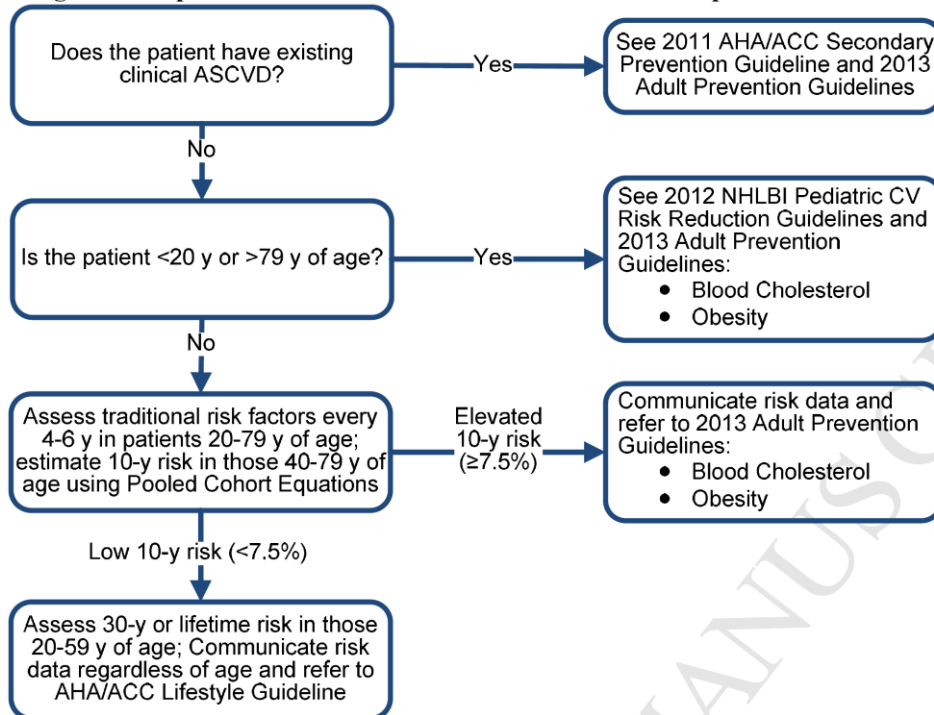 Does the patient have existing
clinical ASCVD?
Yes
See 2011 AHA/ACC Secondary
Prevention Guideline and 2013
Adult Prevention Guidelines
No
Is the patient <20 y or >79 y of age?
Yes
See 2012 NHLBI Pediatric CV
Risk Reduction Guidelines and
2013 Adult Prevention
Guidelines:
• Blood Cholesterol
• Obesity
No
Assess traditional risk factors every
4-6 y in patients 20-79 y of age;
estimate 10-y risk in those 40-79 y of
age using Pooled Cohort Equations
Elevated
10-y risk
(≥7.5%)
Communicate risk data and
refer to 2013 Adult Prevention
Guidelines:
• Blood Cholesterol
• Obesity
Low 10-y risk (<7.5%)
Assess 30-y or lifetime risk in those
20-59 y of age; Communicate risk
data regardless of age and refer to
AHA/ACC Lifestyle Guideline